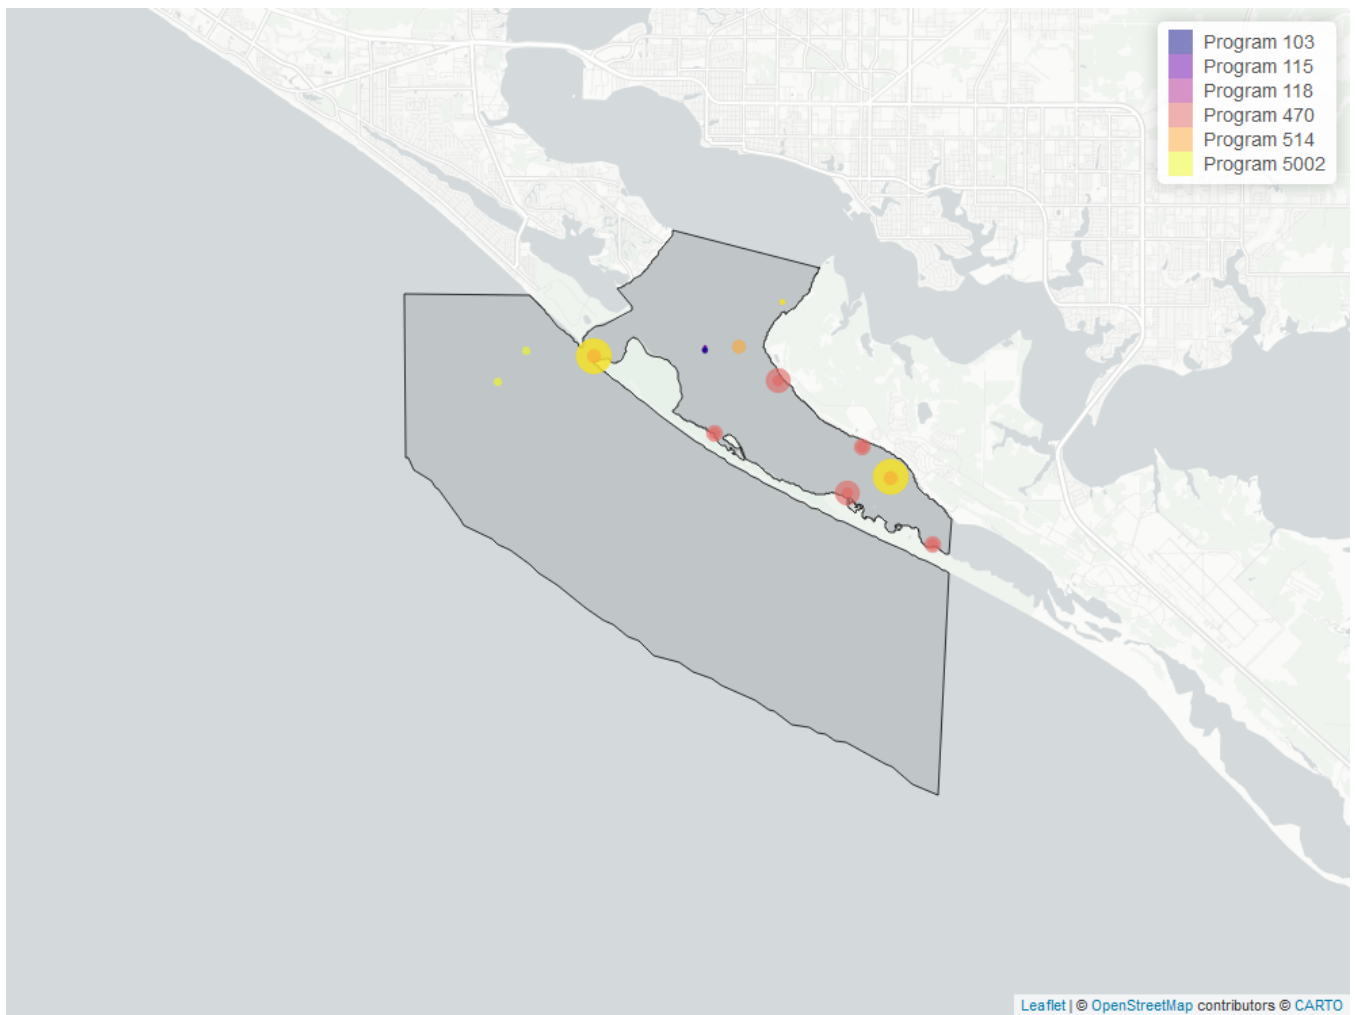 Program 103
Program 115
Program 118
Program 470
Program 514
Program 5002
Leaflet | © OpenStreetMap contributors © CARTO